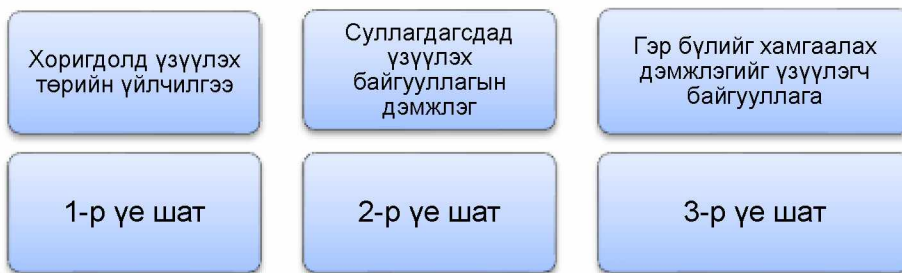 Хоригдолд үзүүлэх
төрийн үйлчилгээ
Суллагдагсдад
үзүүлэх
байгууллагын
дэмжлэг
Гэр бүлийг хамгаалах
дэмжлэгийг үзүүлэгч
байгууллага
1-р үе шат
2-р үе шат
3-р үе шат